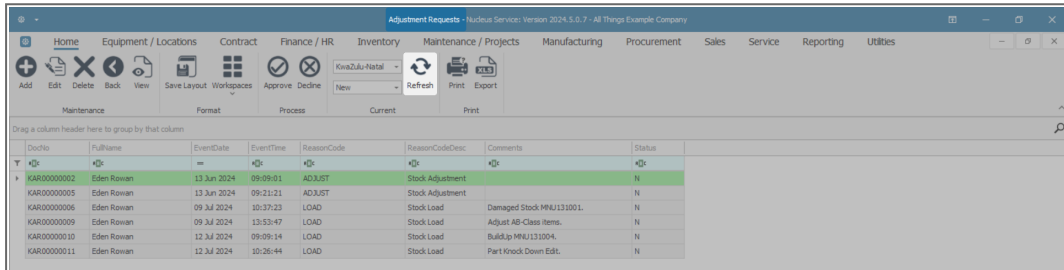 Adjustment Requests - Nucleus Service: Version 2024.5.0.7 - All Things Example Company
Home Equipment / Locations Contract Finance / HR Inventory Maintenance / Projects Manufacturing Procurement Sales Service Reporting Utilities
Add Edit Delete Back View Save Layout Workspaces Approve Decline KwaZulu-Natal New Refresh Print Export
XLS
Maintenance Format Process Current Print
Drag a column header here to group by that column
DocNo FullName EventDate EventTime ReasonCode ReasonCodeDesc Comments Status
KAR00000002 Eden Rowan 13 Jun 2024 09:09:01 ADJUST Stock Adjustment N
KAR00000005 Eden Rowan 13 Jun 2024 09:21:21 ADJUST Stock Adjustment N
KAR00000006 Eden Rowan 09 Jul 2024 10:37:23 LOAD Stock Load Damaged Stock MNU131001. N
KAR00000009 Eden Rowan 09 Jul 2024 13:53:47 LOAD Stock Load Adjust AB-Class items. N
KAR00000010 Eden Rowan 12 Jul 2024 09:09:14 LOAD Stock Load BuildUp MNU131004. N
KAR00000011 Eden Rowan 12 Jul 2024 10:26:44 LOAD Stock Load Part Knock Down Edit. N